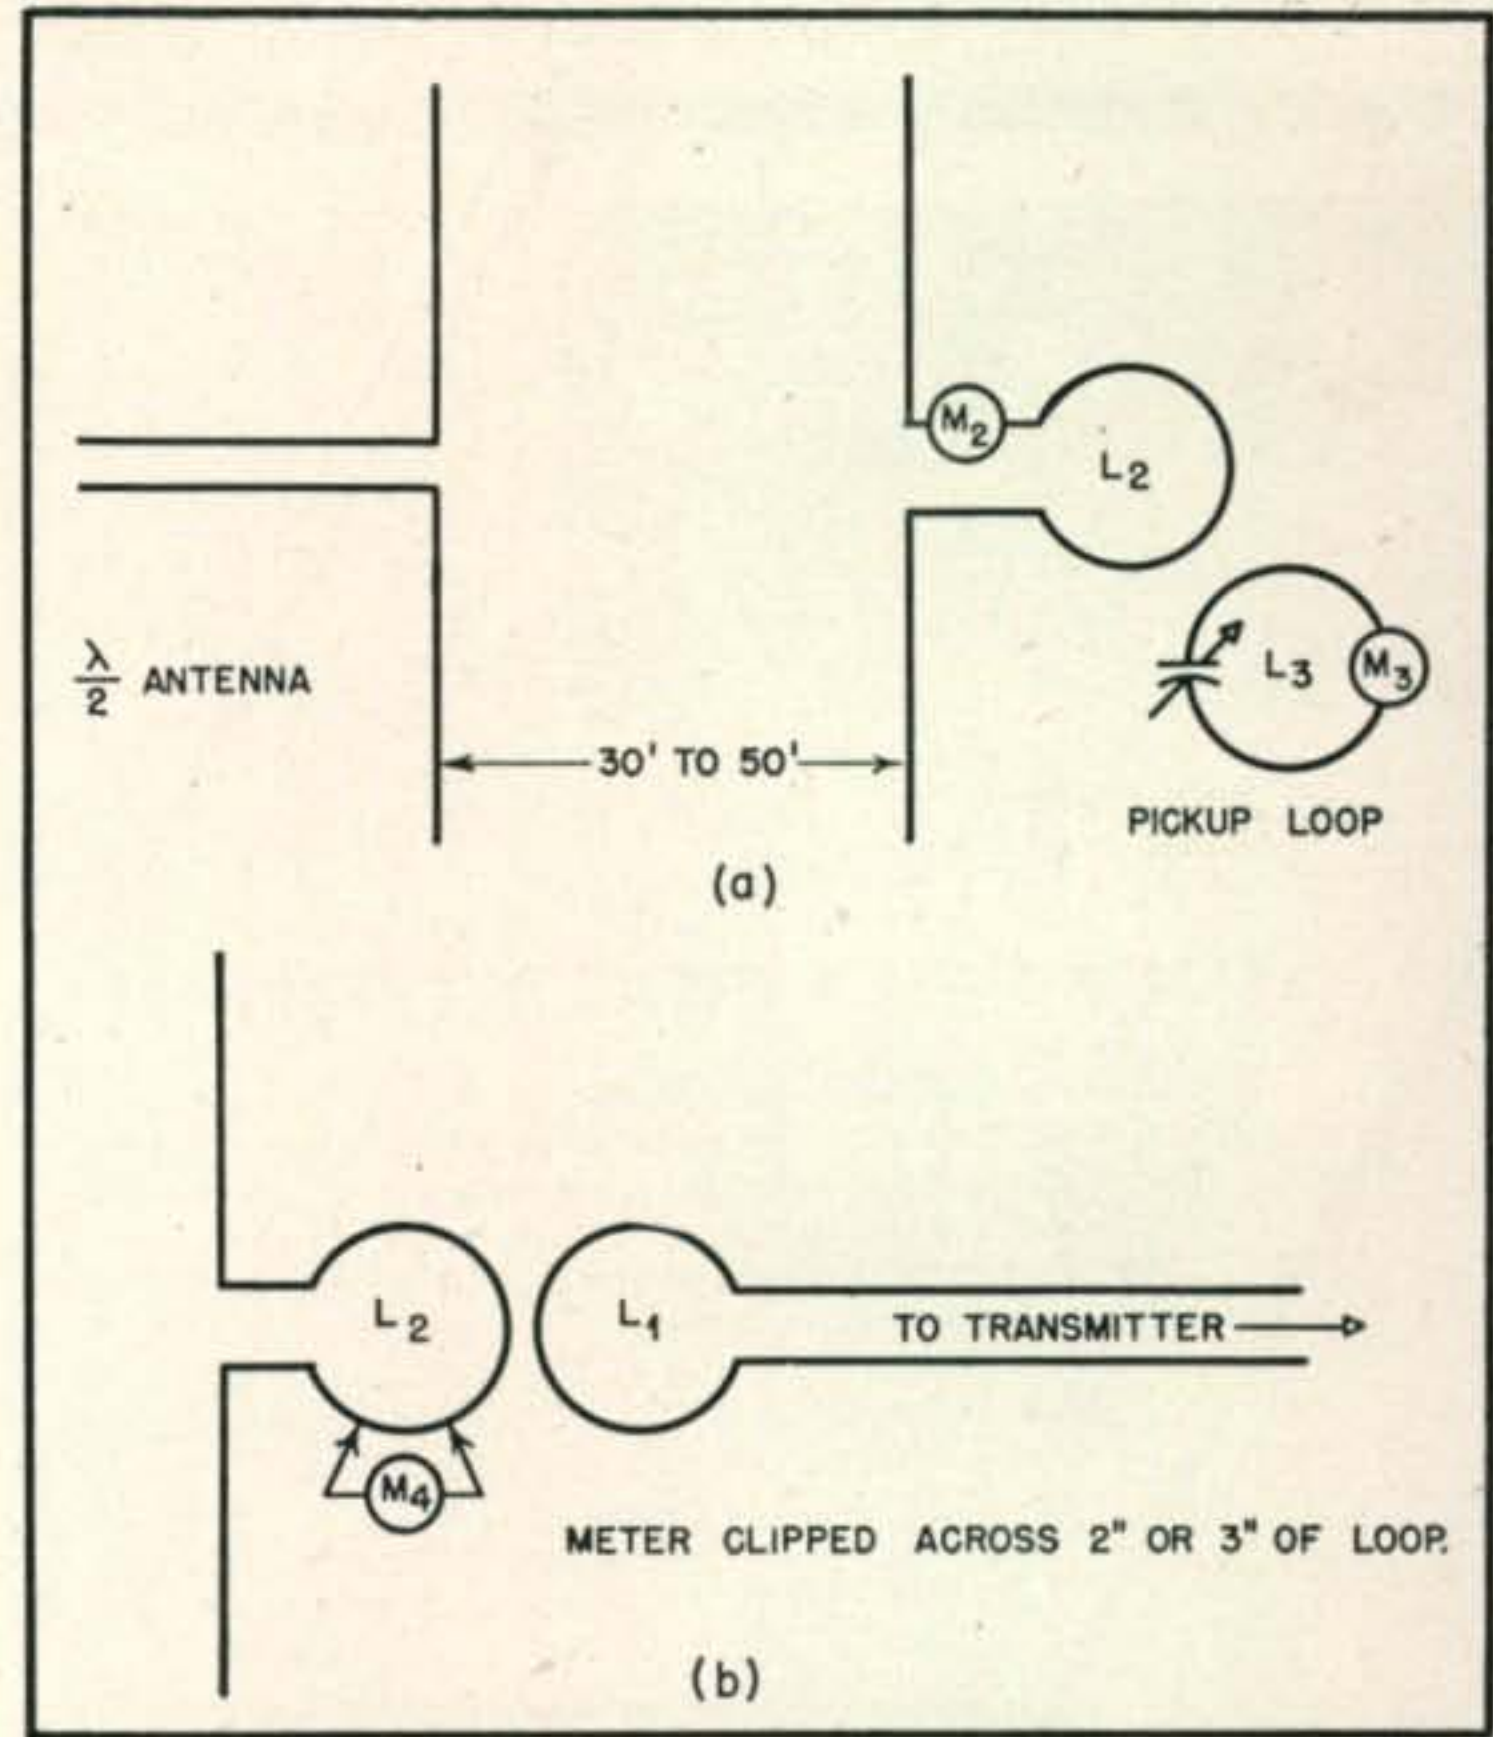 M2
L2
λ/2 ANTENNA
L3
M3
30' TO 50'
PICKUP LOOP
(a)
L2
L1
TO TRANSMITTER
M4
METER CLIPPED ACROSS 2" OR 3" OF LOOP.
(b)